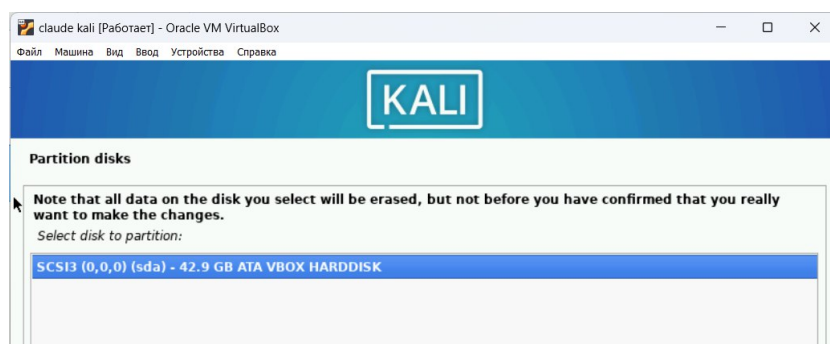 claude kali [Работает] - Oracle VM VirtualBox
Файл Машина Вид Ввод Устройства Справка
KALI
Partition disks
Note that all data on the disk you select will be erased, but not before you have confirmed that you really
want to make the changes.
Select disk to partition:
SCSI3 (0,0,0) (sda) - 42.9 GB ATA VBOX HARDDISK